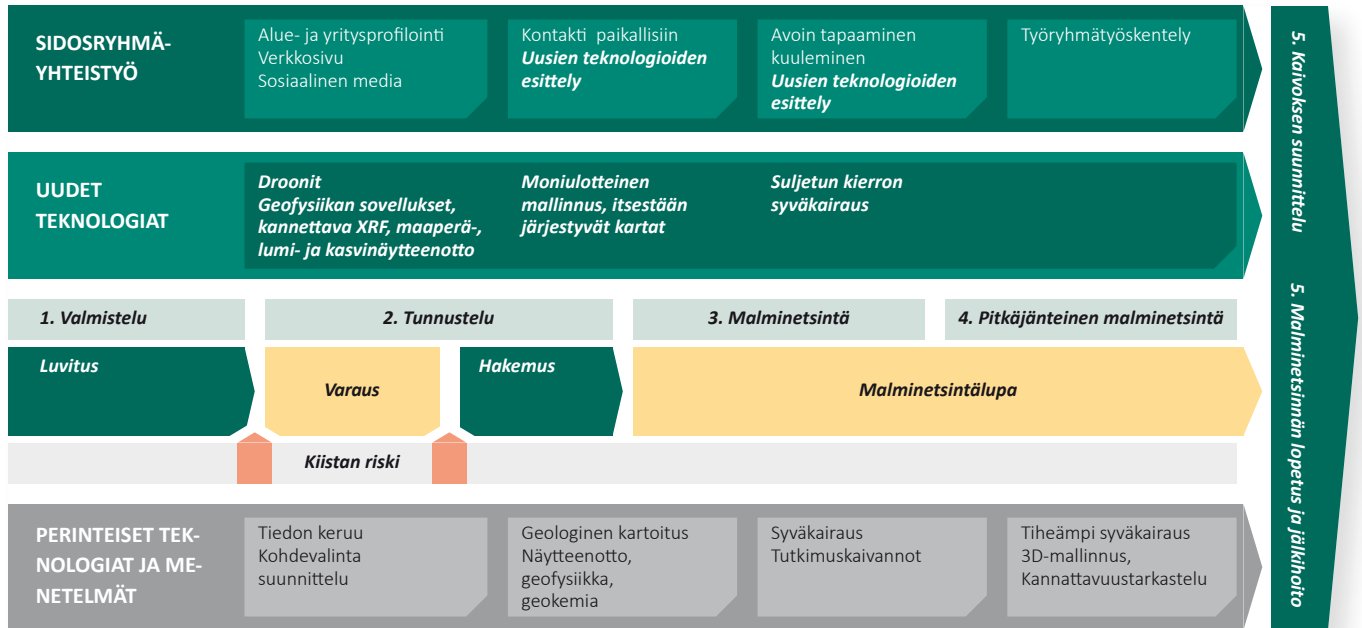 SIDOSRYHMÄ-
YHTEISTYÖ
Alue- ja yritysprofilointi
Verkkosivu
Sosiaalinen media
Kontakti paikallisiin
Uusien teknologioiden
esittely
Avoin tapaaminen
kuuleminen
Uusien teknologioiden
esittely
Työryhmätyöskentely
UUDET
TEKNOLOGIAT
Droonit
Geofysiikan sovellukset,
kannettava XRF, maaperä-,
lumi- ja kasvinäytteenotto
Moniulotteinen
mallinnus, itsestään
järjestyvät kartat
Suljetun kierron
syväkairaus
1. Valmistelu
2. Tunnustelu
3. Malminetsintä
4. Pitkäjänteinen malminetsintä
Luvitus
Varaus
Hakemus
Malminetsintälupa
Kiistan riski
PERINTEISET TEK-
NOLOGIAT JA ME-
NETELMÄT
Tiedon keruu
Kohdevalinta
suunnittelu
Geologinen kartoitus
Näytteenotto,
geofysiikka,
geokemia
Syväkairaus
Tutkimuskaivannot
Tiheämpi syväkairaus
3D-mallinnus,
Kannattavuustarkastelu
5. Kaivoksen suunnittelu
5. Malminetsinnän lopetus ja jälkihoito